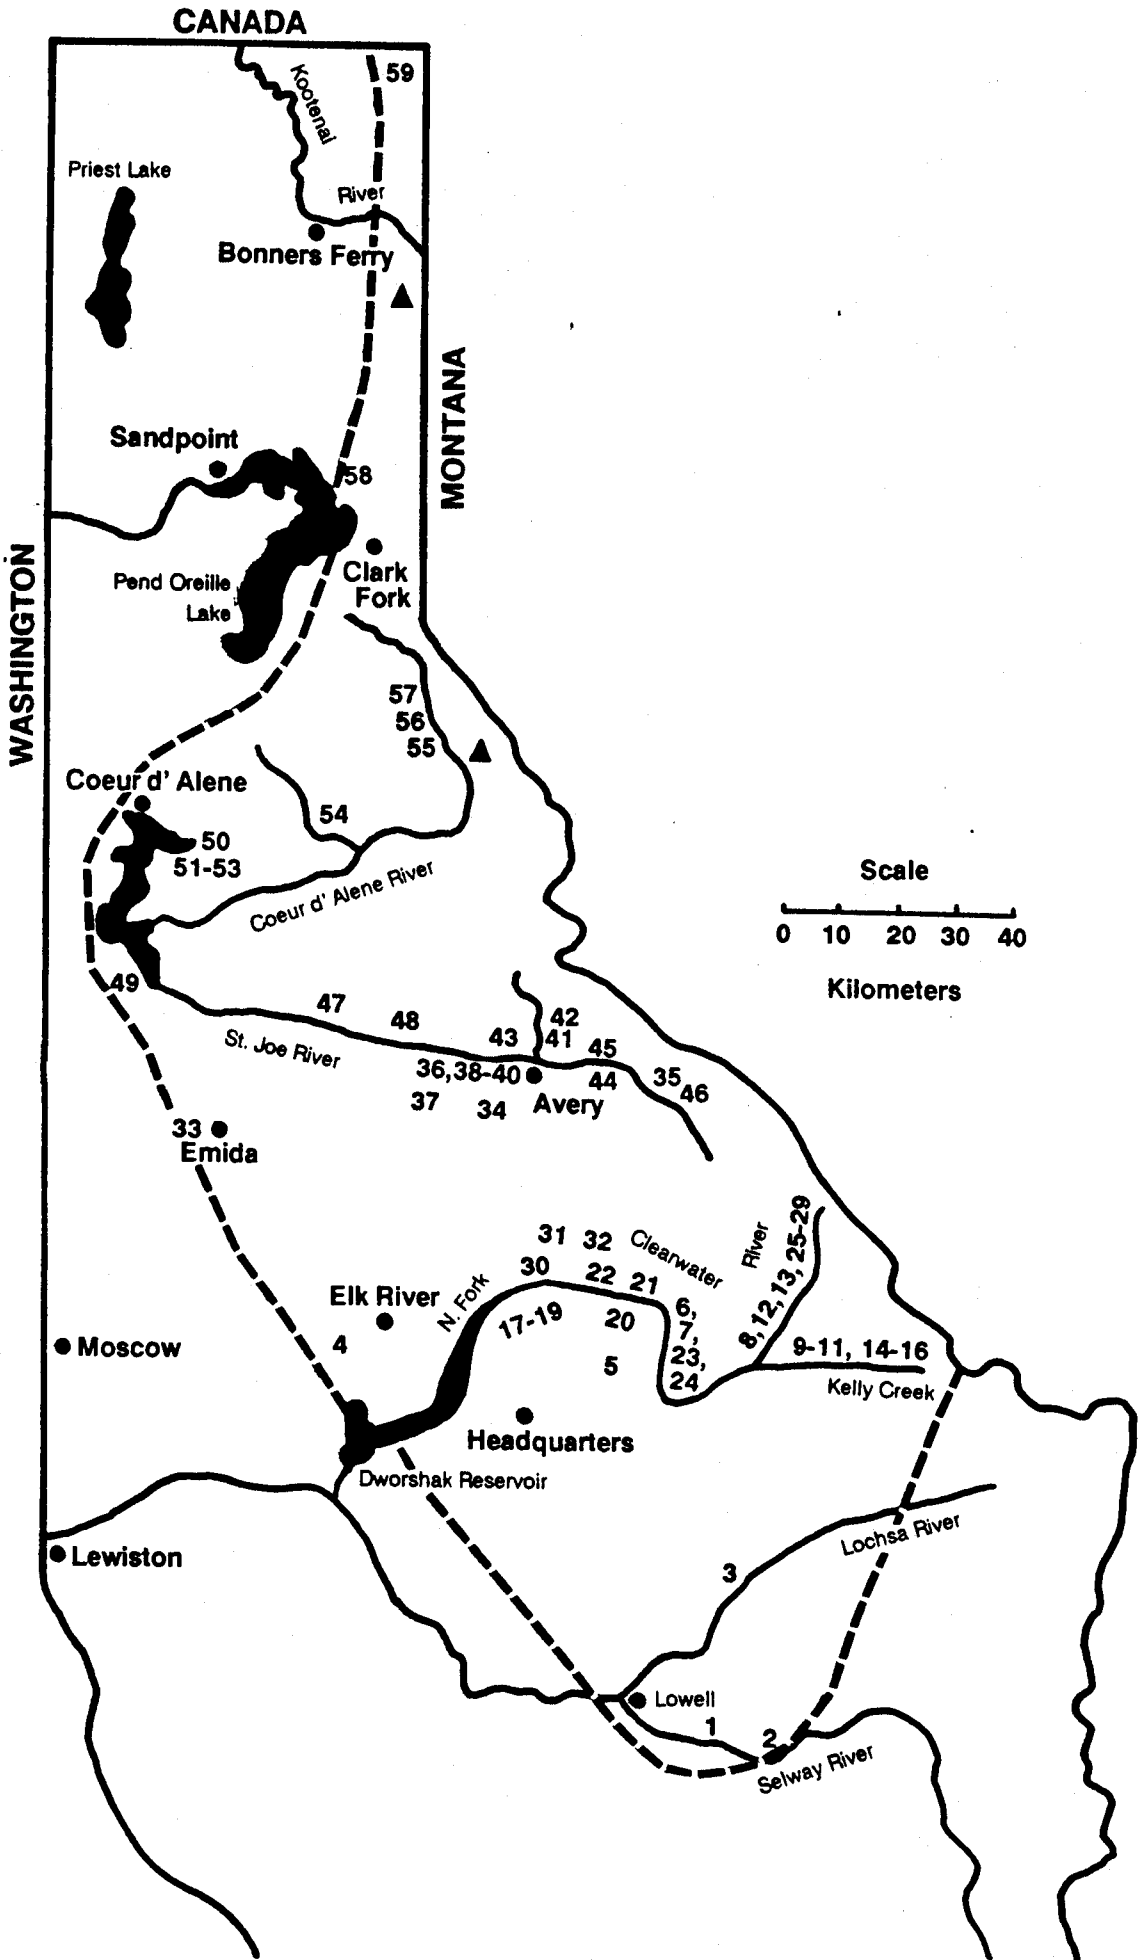 CANADA
59
Kootenai
River
Priest Lake
Bonners Ferry
MONTANA
Sandpoint
58
WASHINGTON
Clark
Fork
Pend Oreille
Lake
57
56
55
Coeur d' Alene
54
50
51-53
Coeur d' Alene River
Scale
0 10 20 30 40
Kilometers
49
47
48
43
42
41
45
St. Joe River
36,38-40
44
35
46
37
34
Avery
33
Emida
31
32
Clearwater
River
8, 12, 13, 25-29
30
22
21
N. Fork
Elk River
17-19
20
6,
7,
23,
24
4
5
Moscow
9-11, 14-16
Kelly Creek
Headquarters
Dworshak Reservoir
Lochsa River
Lewiston
3
Lowell
1
2
Selway River